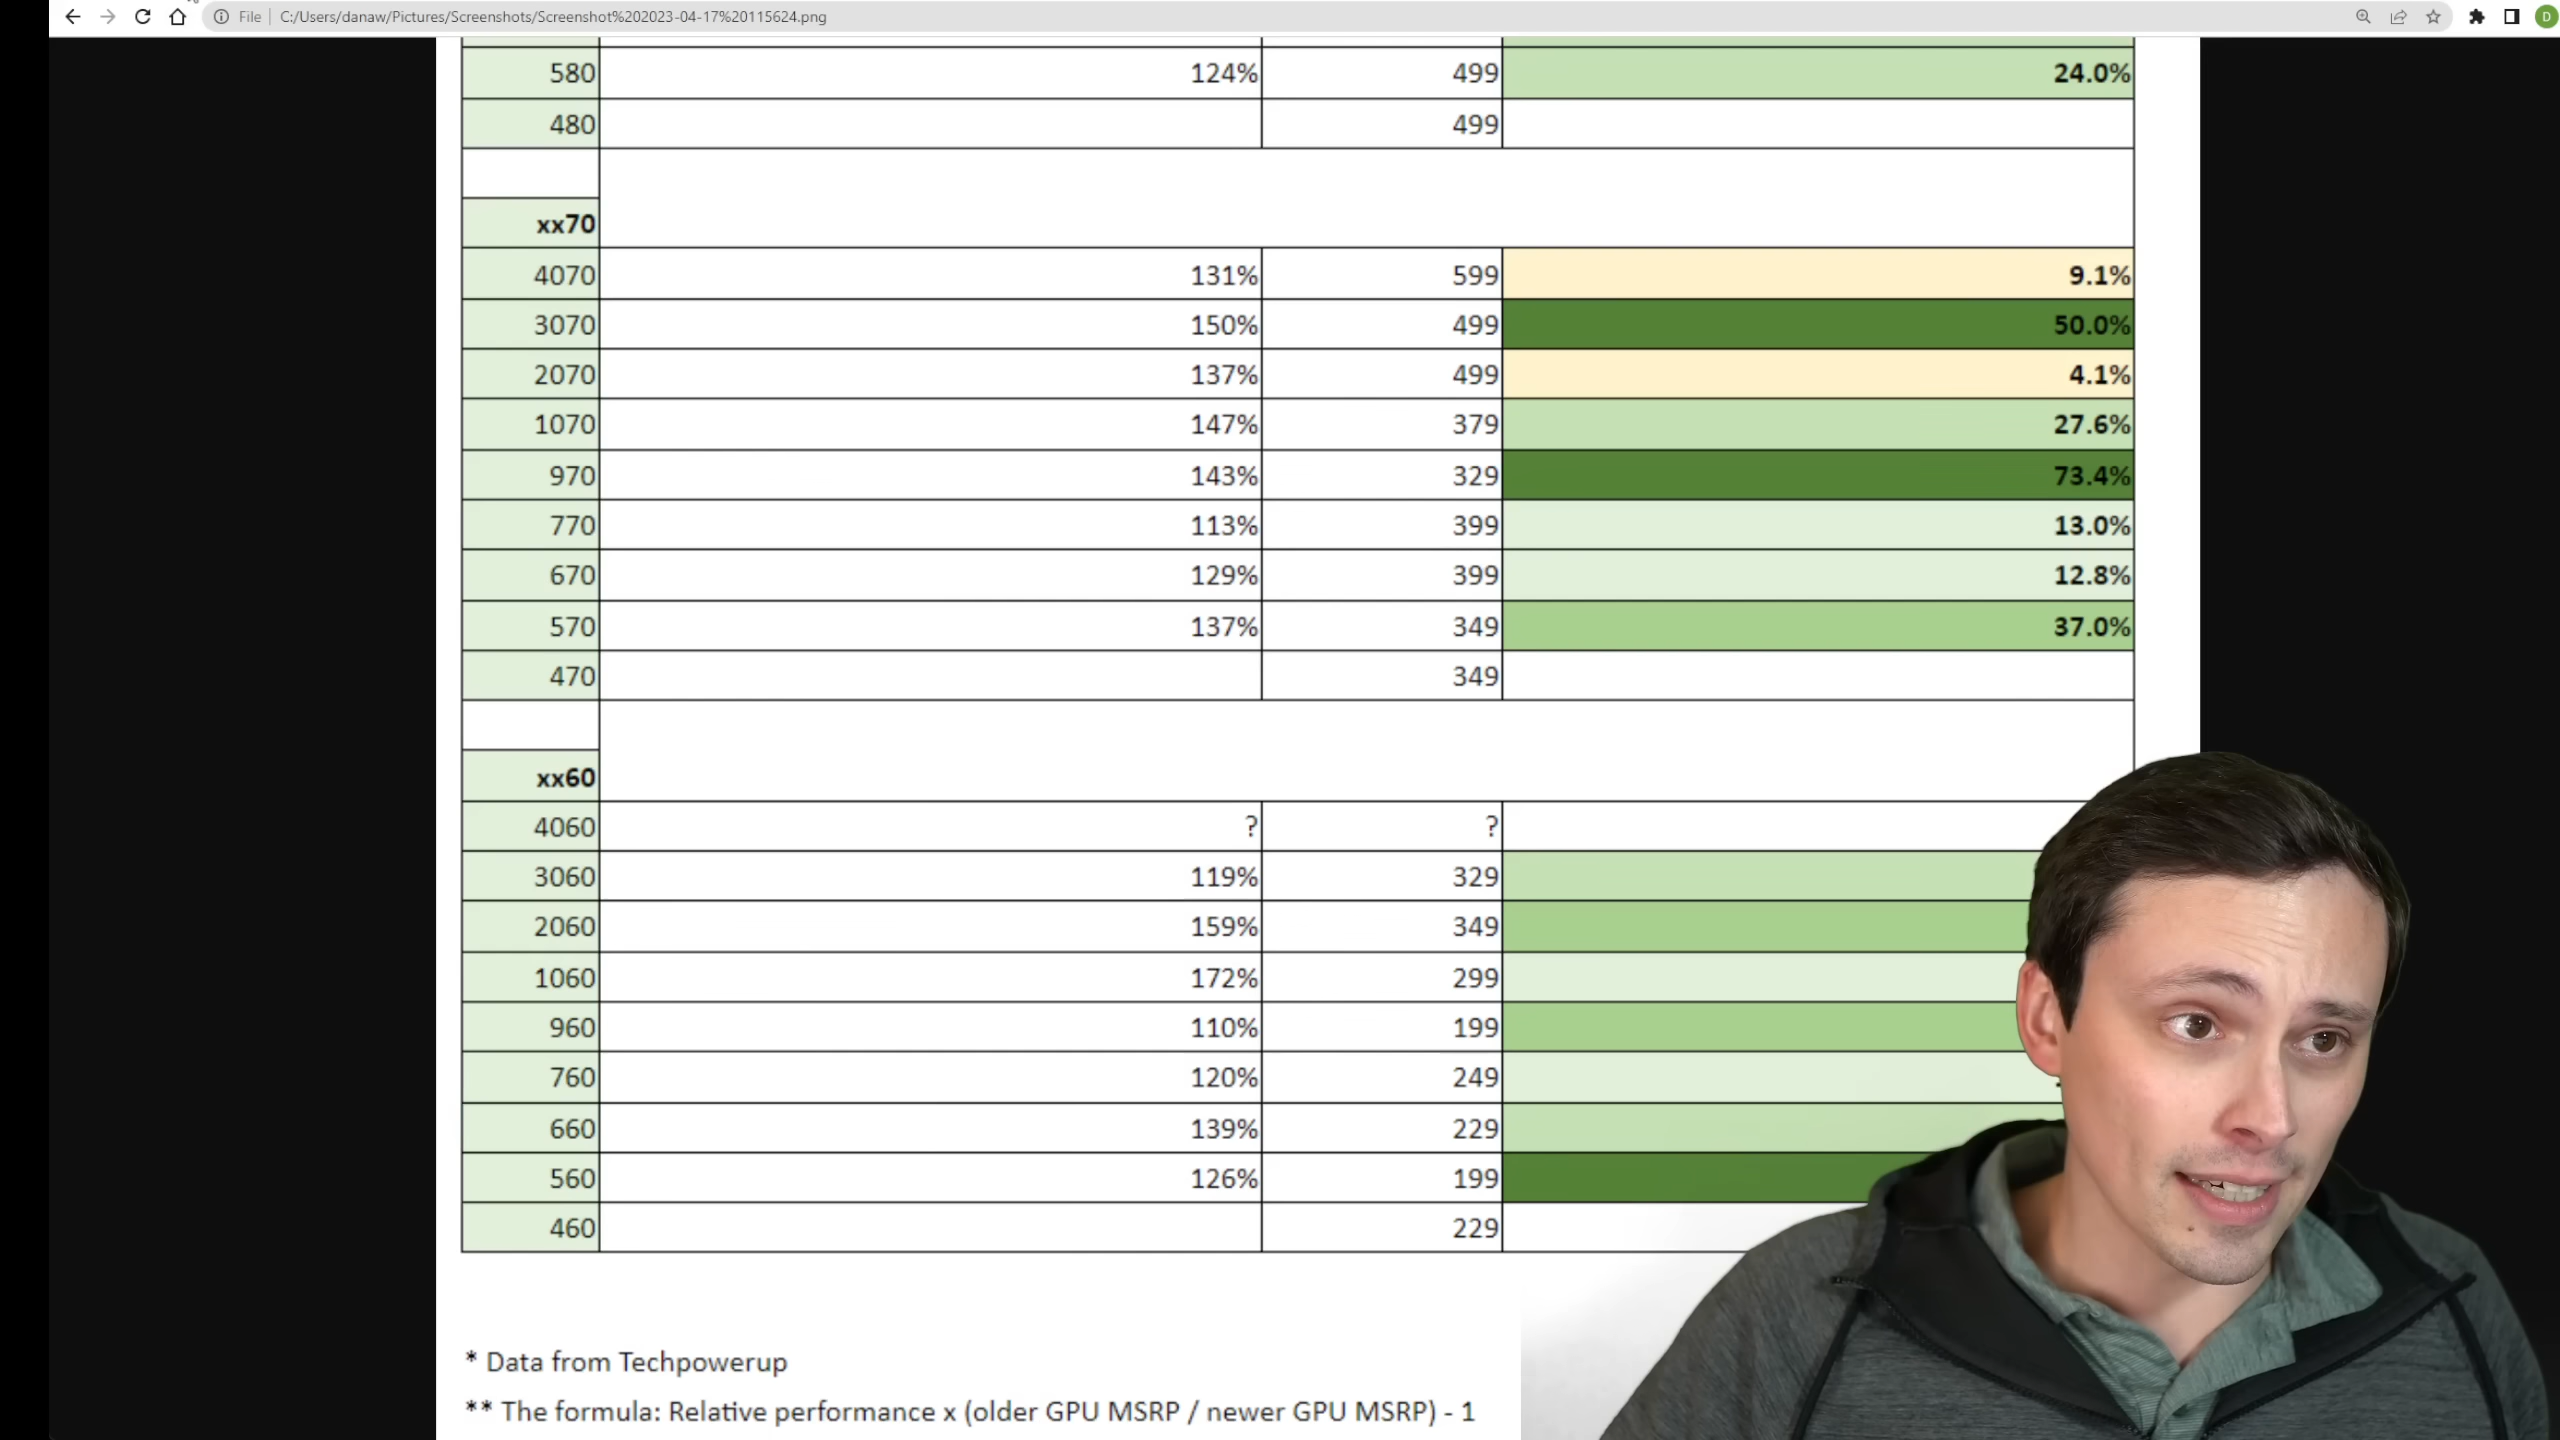 File C:/Users/danaw/Pictures/Screenshots/Screenshot%202023-04-17%20115624.png
D
580 124% 499 24.0%
480 499
xx70
4070 131% 599 9.1%
3070 150% 499 50.0%
2070 137% 499 4.1%
1070 147% 379 27.6%
970 143% 329 73.4%
770 113% 399 13.0%
670 129% 399 12.8%
570 137% 349 37.0%
470 349
xx60
4060 ? ?
3060 119% 329
2060 159% 349
1060 172% 299
960 110% 199
760 120% 249
660 139% 229
560 126% 199
460 229
* Data from Techpowerup
** The formula: Relative performance x (older GPU MSRP / newer GPU MSRP) - 1